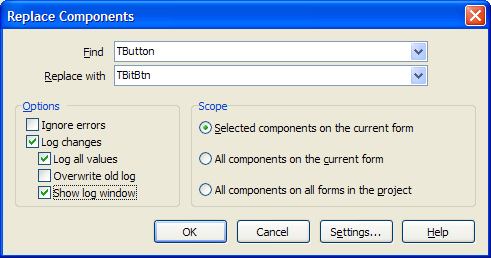 Replace Components
Find TButton
Replace with TBitBtn
Options
Ignore errors
Log changes
Log all values
Overwrite old log
Show log window
Scope
Selected components on the current form
All components on the current form
All components on all forms in the project
OK Cancel Settings... Help